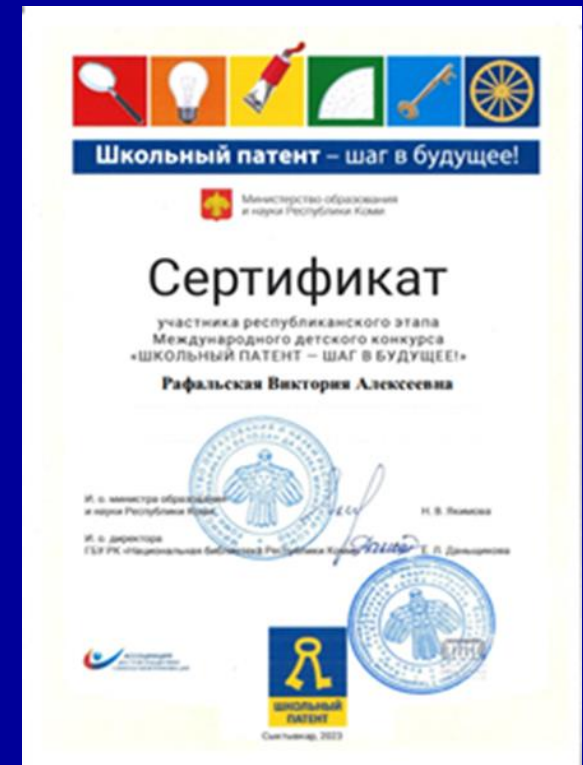 Школьный патент – шаг в будущее!
Министерство образования
и науки Республики Коми
Сертификат
участника республиканского этапа
Международного детского конкурса
«ШКОЛЬНЫЙ ПАТЕНТ – ШАГ В БУДУЩЕЕ!»
Рафальская Виктория Алексеевна
И. о. министра образования
и науки Республики Коми
Н. В. Якимова
И. о. директора
ГБУ РК «Национальная библиотека Республики Коми»
Е. Л. Данщикова
АССОЦИАЦИЯ
ШКОЛЬНЫЙ
ПАТЕНТ
Сыктывкар, 2023